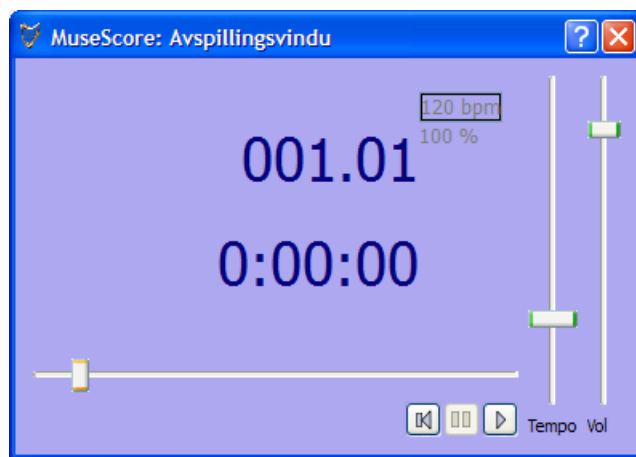 MuseScore: Avspillingsvindu
120 bpm
100 %
001.01
0:00:00
Tempo Vol